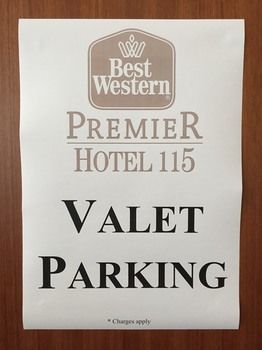 Best
Western
®
PREMIER
HOTEL 115
VALET
PARKING
* Charges apply